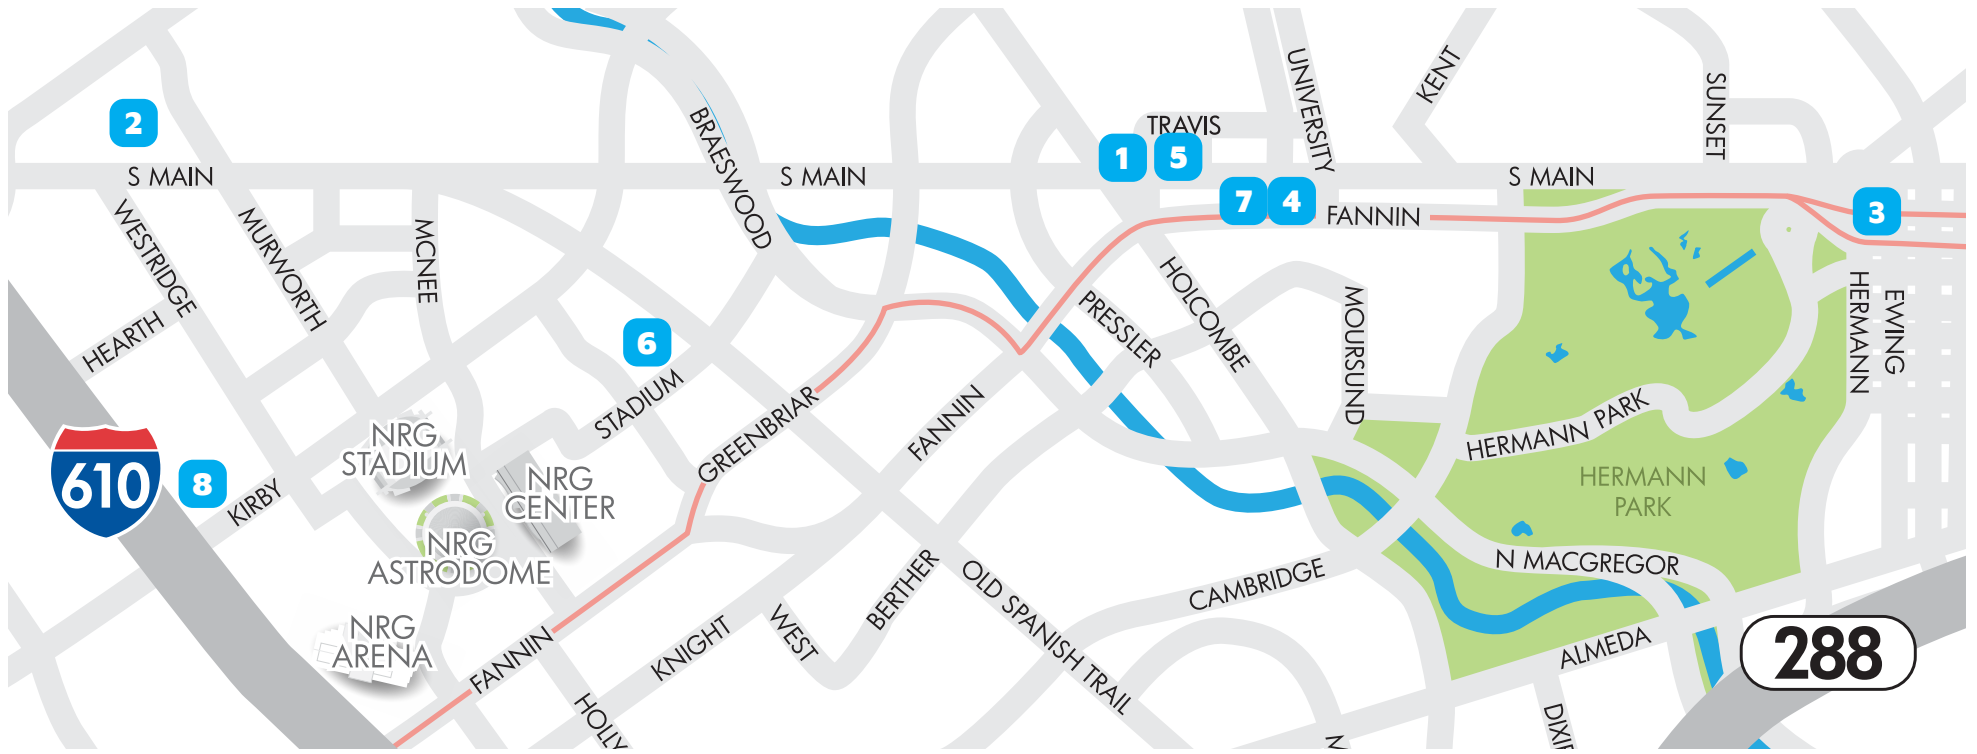 2
S MAIN
WESTRIDGE
MURWORTH
MCNEE
HEARTH
610
8
KIRBY
NRG
STADIUM
NRG
CENTER
NRG
ASTRODOME
NRG
ARENA
6
STADIUM
BRAESWOOD
S MAIN
GREENBRIAR
FANNIN
FANNIN
KNIGHT
WEST
BERTHER
HOLLY
OLD SPANISH TRAIL
CAMBRIDGE
1
TRAVIS
5
7
4
FANNIN
UNIVERSITY
KENT
SUNSET
S MAIN
3
HOLCOMBE
PRESSLER
MOURSUND
HERMANN
EWING
HERMANN PARK
HERMANN
PARK
N MACGREGOR
ALMEDA
288
DIXIE
M